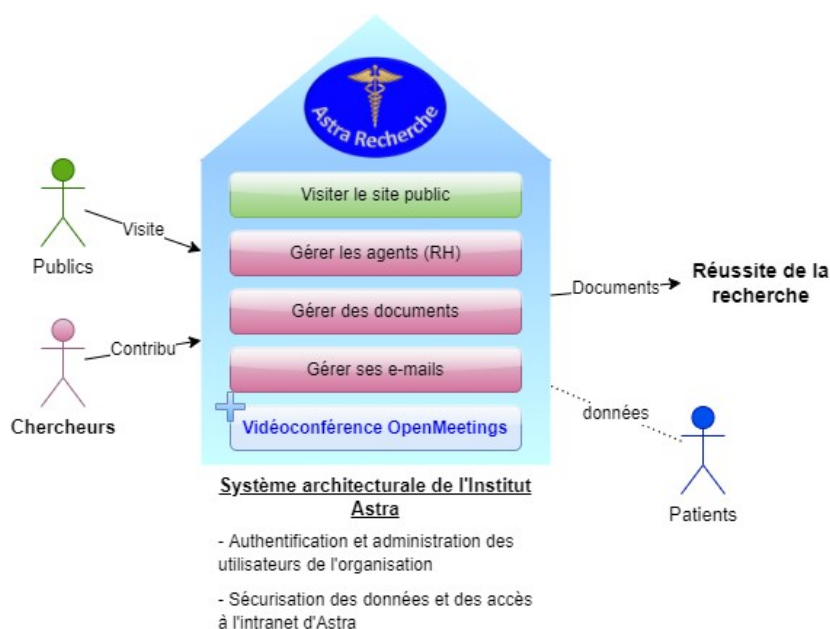 Astra Recherche
Visiter le site public
Gérer les agents (RH)
Gérer des documents
Gérer ses e-mails
Vidéoconférence OpenMeetings
Publics
Visite
Chercheurs
Contribu
Documents
Réussite de la
recherche
données
Patients
Système architecturale de l'Institut
Astra
- Authentification et administration des
utilisateurs de l'organisation
- Sécurisation des données et des accès
à l'intranet d'Astra